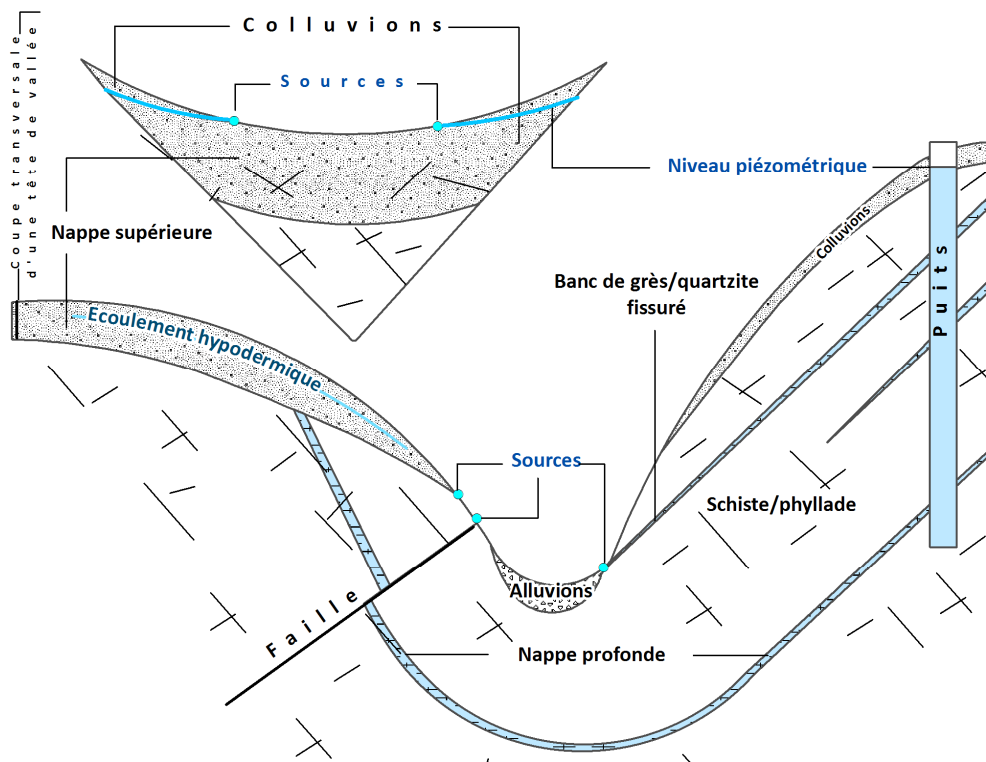 Coupe transversale
d'une tête de vallée
Colluvions
Sources
Niveau piézométrique
Nappe supérieure
Colluvions
Banc de grès/quartzite
fissuré
Puits
Ecoulement hypodermique
Sources
Schiste/phyllade
Alluvions
Faille
Nappe profonde